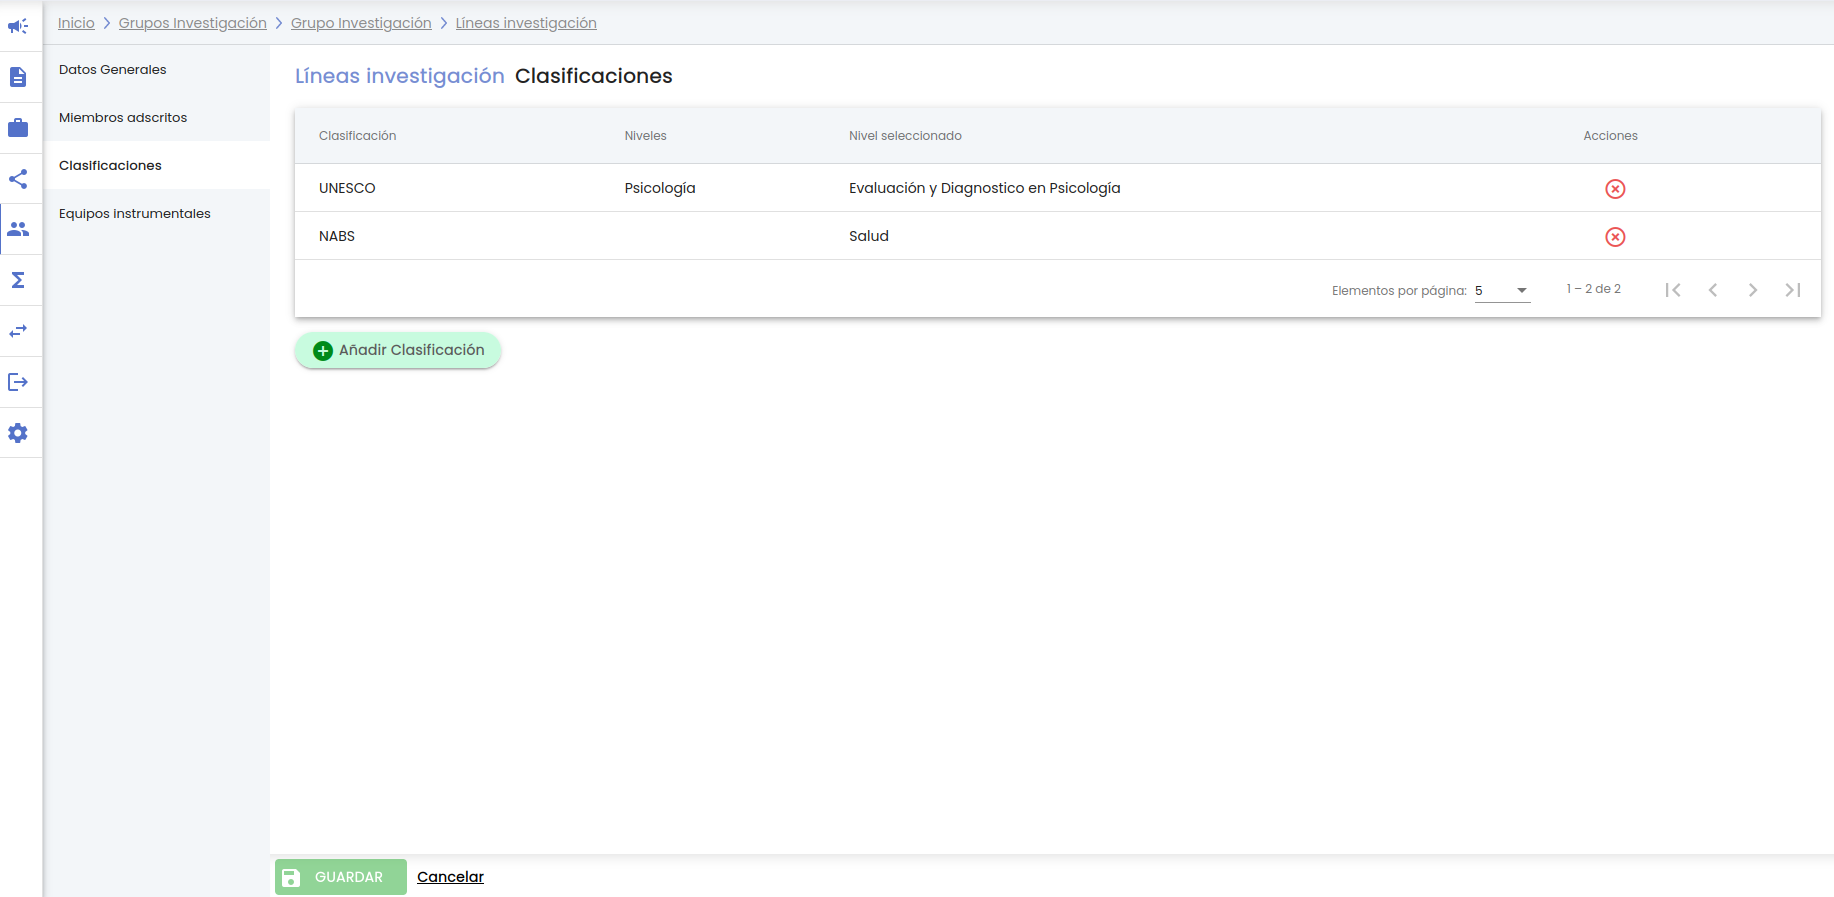 Inicio > Grupos Investigación > Grupo Investigación > Líneas investigación
Datos Generales
Miembros adscritos
Clasificaciones
Equipos instrumentales
Líneas investigación Clasificaciones
Clasificación Niveles Nivel seleccionado Acciones
UNESCO Psicología Evaluación y Diagnostico en Psicología
NABS Salud
Elementos por página: 5 1 – 2 de 2
Añadir Clasificación
GUARDAR Cancelar